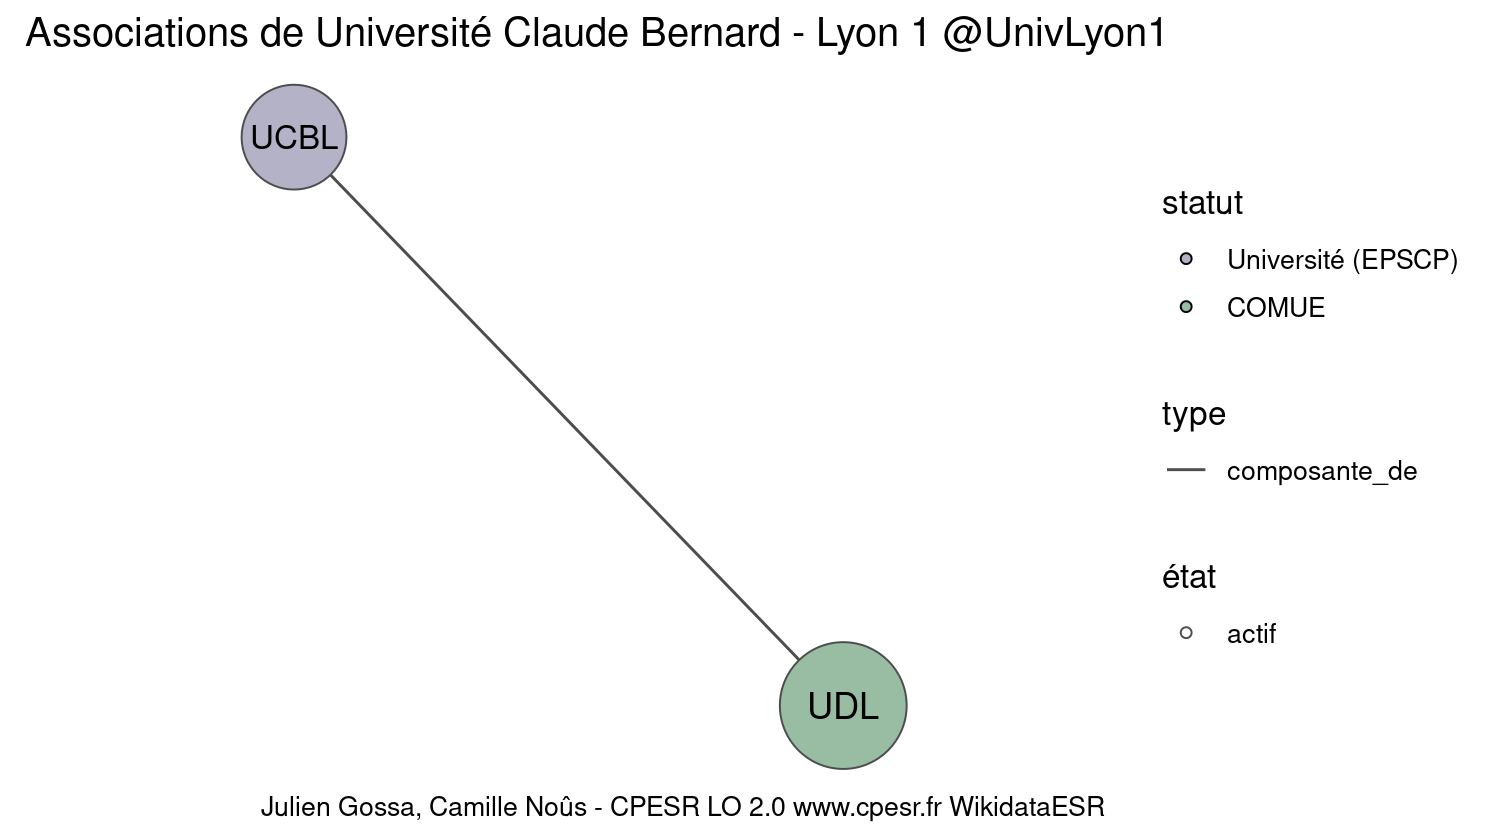 Associations de Université Claude Bernard - Lyon 1 @UnivLyon1
UCBL
statut
Université (EPSCP)
COMUE
type
composante_de
état
actif
UDL
Julien Gossa, Camille Noûs - CPESR LO 2.0 www.cpesr.fr WikidataESR